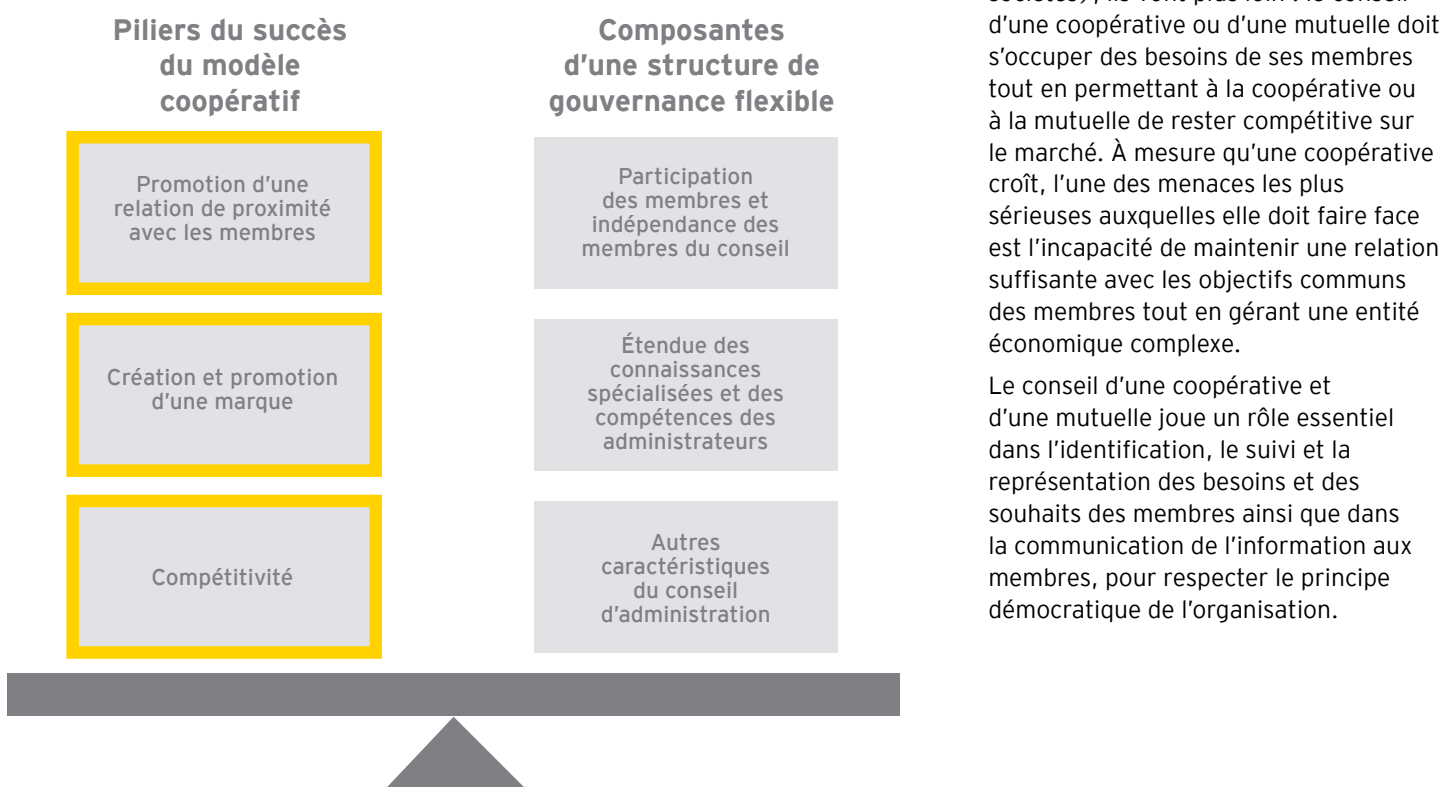 Piliers du succès
du modèle
coopératif
Promotion d'une
relation de proximité
avec les membres
Création et promotion
d'une marque
Compétitivité
Composantes
d'une structure de
gouvernance flexible
Participation
des membres et
indépendance des
membres du conseil
Étendue des
connaissances
spécialisées et des
compétences des
administrateurs
Autres
caractéristiques
du conseil
d'administration
d'une coopérative ou d'une mutuelle doit
s'occuper des besoins de ses membres
tout en permettant à la coopérative ou
à la mutuelle de rester compétitive sur
le marché. À mesure qu'une coopérative
croît, l'une des menaces les plus
sérieuses auxquelles elle doit faire face
est l'incapacité de maintenir une relation
suffisante avec les objectifs communs
des membres tout en gérant une entité
économique complexe.
Le conseil d'une coopérative et
d'une mutuelle joue un rôle essentiel
dans l'identification, le suivi et la
représentation des besoins et des
souhaits des membres ainsi que dans
la communication de l'information aux
membres, pour respecter le principe
démocratique de l'organisation.